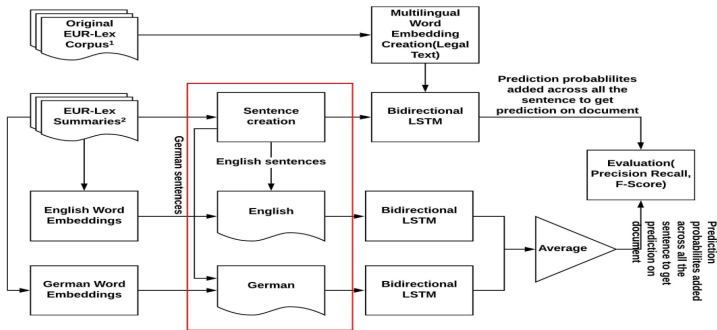 Original
EUR-Lex
Corpus¹
Multilingual
Word
Embedding
Creation(Legal
Text)
Prediction probablilites
added across all the
sentence to get
prediction on document
EUR-Lex
Summaries²
Sentence
creation
Bidirectional
LSTM
German sentences
English sentences
Evaluation(
Precision Recall,
F-Score)
English Word
Embeddings
English
Bidirectional
LSTM
Average
Prediction
probablilites added
across all the
sentence to get
prediction on
document
German Word
Embeddings
German
Bidirectional
LSTM